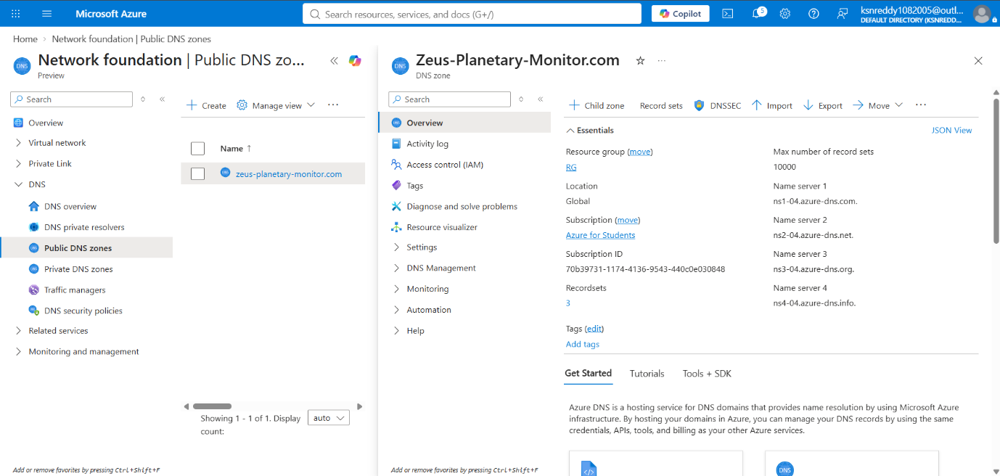 Microsoft Azure
Search resources, services, and docs (G+/)
Copilot
5
ksnreddy1082005@outl...
DEFAULT DIRECTORY (KSNREDD...
Home > Network foundation | Public DNS zones
DNS
Network foundation | Public DNS zo...
Preview
Search
Overview
Virtual network
Private Link
DNS
DNS overview
DNS private resolvers
Public DNS zones
Private DNS zones
Traffic managers
DNS security policies
Related services
Monitoring and management
Add or remove favorites by pressing Ctrl+Shift+F
Create
Manage view
...
Name ↑
zeus-planetary-monitor.com
Showing 1 - 1 of 1. Display
count:
auto
DNS
Zeus-Planetary-Monitor.com
...
DNS zone
Search
Overview
Activity log
Access control (IAM)
Tags
Diagnose and solve problems
Resource visualizer
Settings
DNS Management
Monitoring
Automation
Help
Add or remove favorites by pressing Ctrl+Shift+F
Child zone
Record sets
DNSSEC
Import
Export
Move
...
Essentials
JSON View
Resource group (move)
RG
Location
Global
Subscription (move)
Azure for Students
Subscription ID
70b39731-1174-4136-9543-440c0e030848
Recordsets
3
Max number of record sets
10000
Name server 1
ns1-04.azure-dns.com.
Name server 2
ns2-04.azure-dns.net.
Name server 3
ns3-04.azure-dns.org.
Name server 4
ns4-04.azure-dns.info.
Tags (edit)
Add tags
Get Started
Tutorials
Tools + SDK
Azure DNS is a hosting service for DNS domains that provides name resolution by using Microsoft Azure
infrastructure. By hosting your domains in Azure, you can manage your DNS records by using the same
credentials, APIs, tools, and billing as your other Azure services.
DNS